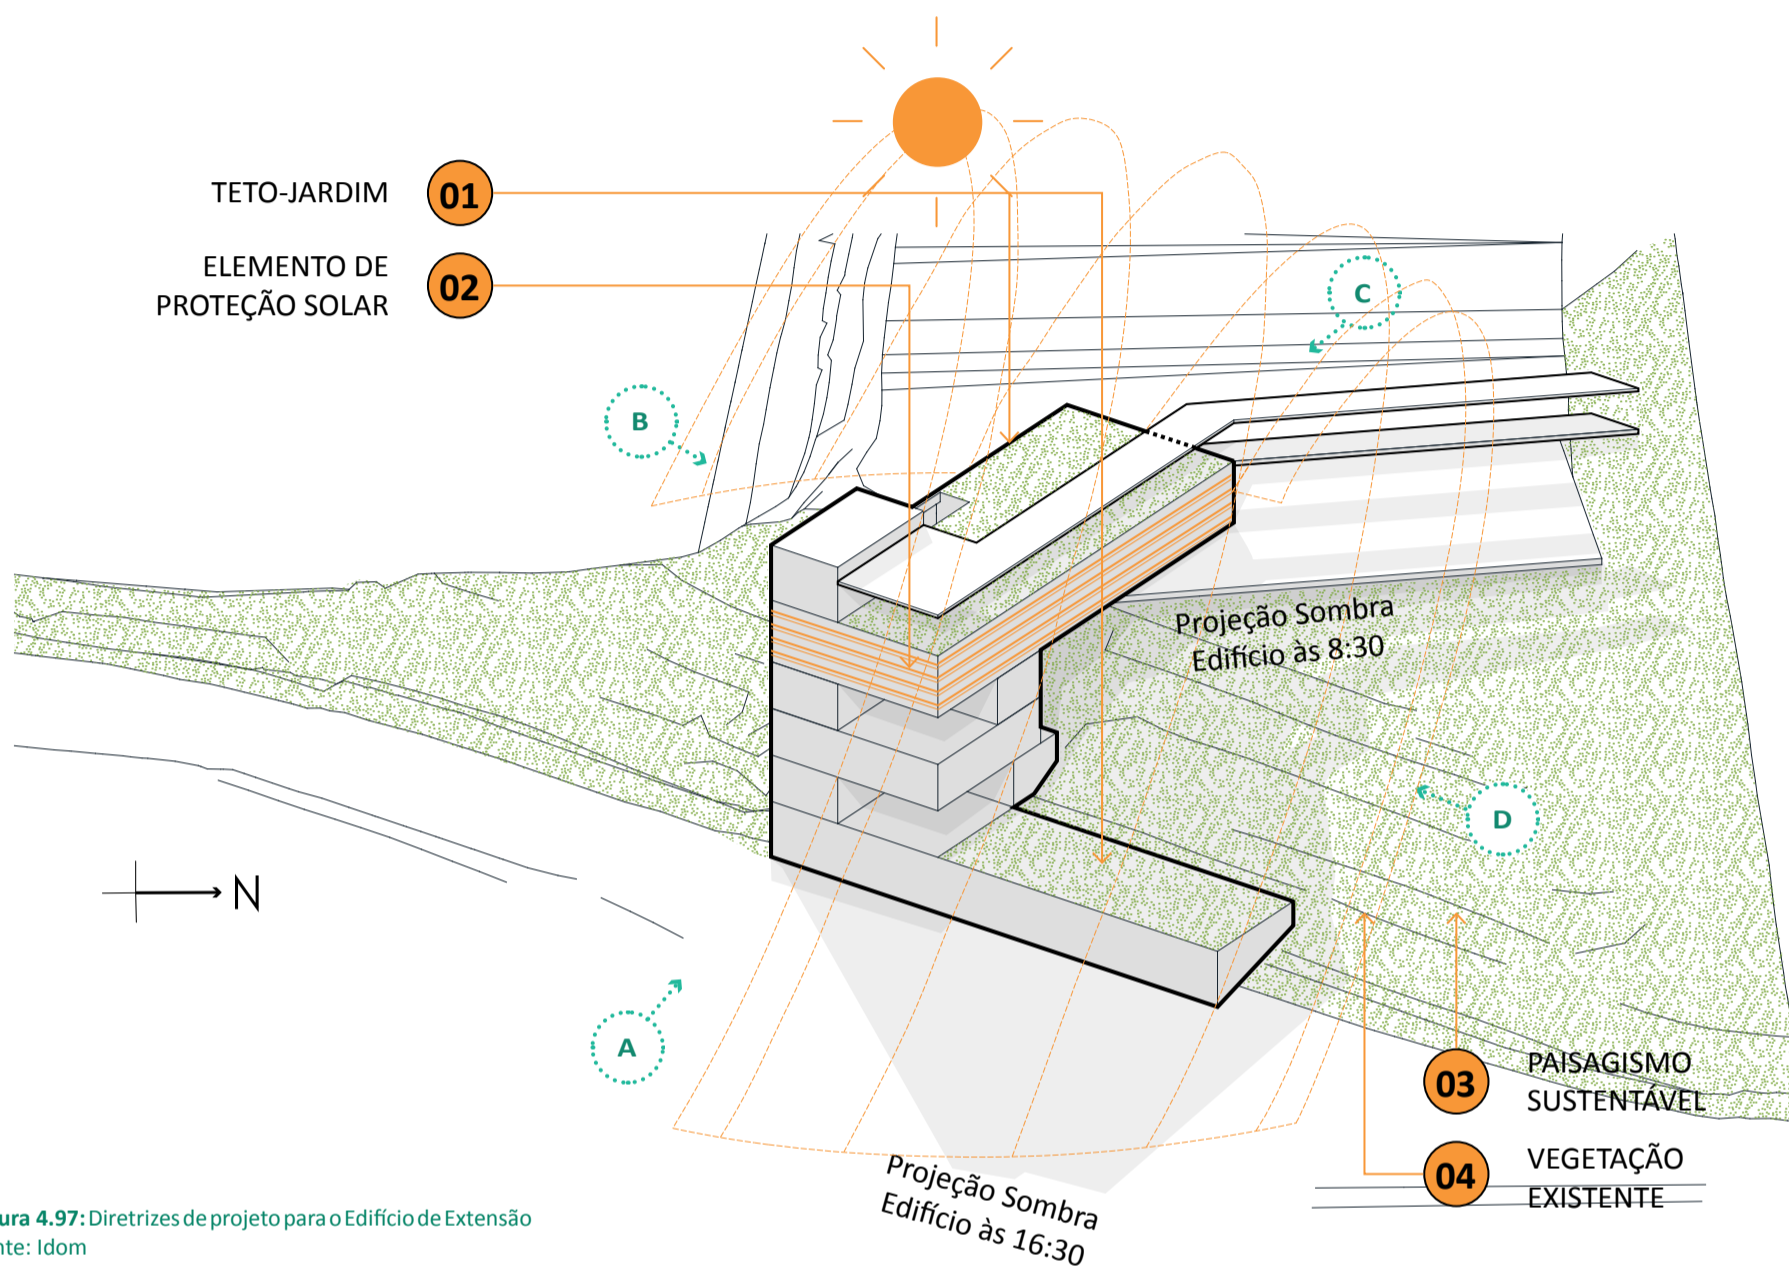 TETO-JARDIM
01
ELEMENTO DE
PROTEÇÃO SOLAR
02
B
C
Projeção Sombra
Edifício às 8:30
D
N
A
03
PAISAGISMO
SUSTENTÁVEL
04
VEGETAÇÃO
EXISTENTE
Projeção Sombra
Edifício às 16:30
ura 4.97: Diretrizes de projeto para o Edifício de Extensão
nte: Idom